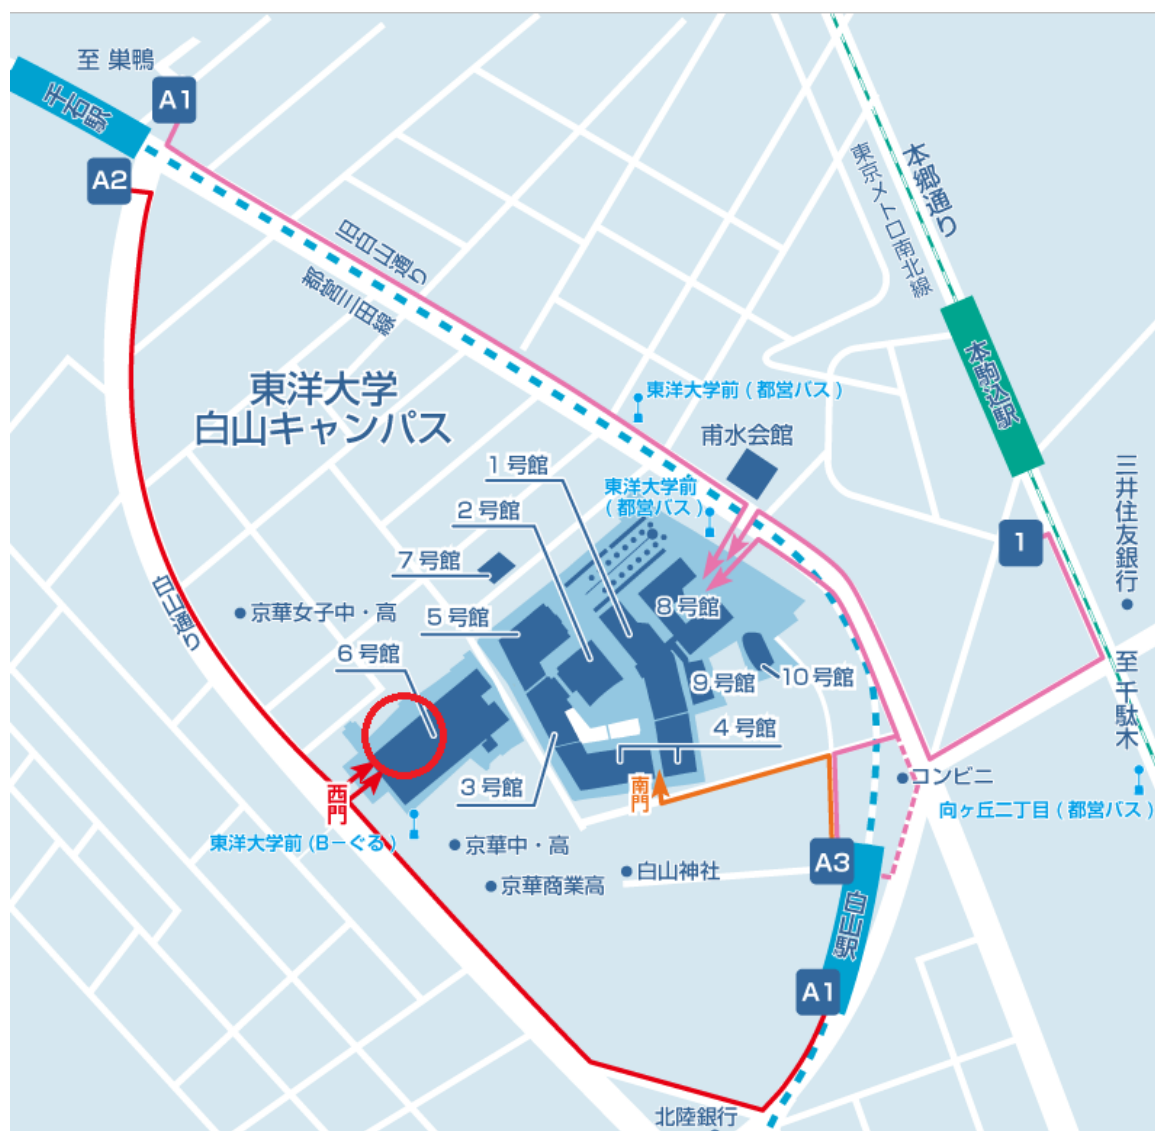 至 巣鴨
A1
千石駅
A2
本郷通り
東京メトロ南北線
旧白山通り
都営三田線
本駒込駅
東洋大学
白山キャンパス
東洋大学前 ( 都営バス )
甫水会館
1 号館
東洋大学前
( 都営バス )
2 号館
三井住友銀行
1
7 号館
白山通り
京華女子中・高
5 号館
8 号館
6 号館
9 号館
10 号館
至 千駄木
4 号館
3 号館
西門
南門
コンビニ
向ヶ丘二丁目 ( 都営バス )
東洋大学前 (B－ぐる )
京華中・高
A3
白山神社
京華商業高
白山駅
A1
北陸銀行